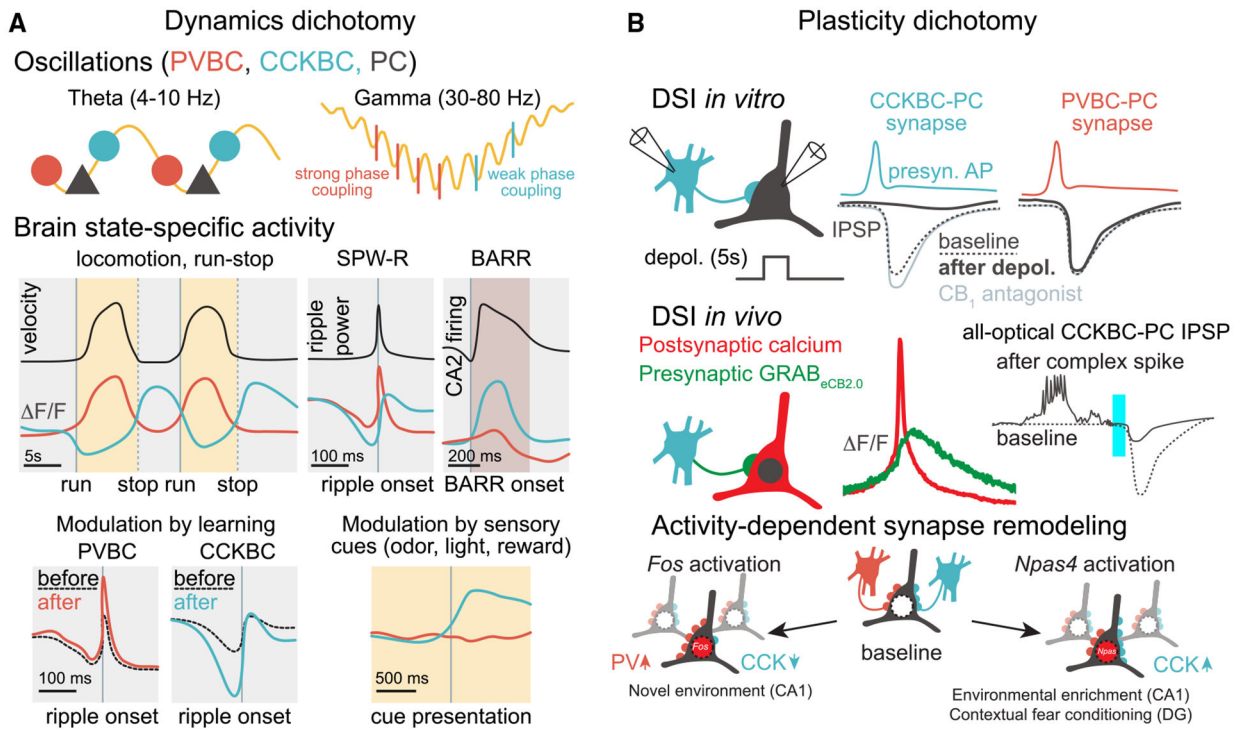 A
Dynamics dichotomy
Oscillations (PVBC, CCKBC, PC)
Theta (4-10 Hz)
Gamma (30-80 Hz)
strong phase
coupling
weak phase
coupling
Brain state-specific activity
locomotion, run-stop
SPW-R
BARR
velocity
ΔF/F
5s
run
stop
run
stop
ripple
power
100 ms
ripple onset
CA2 firing
200 ms
BARR onset
Modulation by learning
PVBC
CCKBC
before
after
100 ms
ripple onset
before
after
ripple onset
Modulation by sensory
cues (odor, light, reward)
500 ms
cue presentation
B
Plasticity dichotomy
DSI in vitro
CCKBC-PC
synapse
PVBC-PC
synapse
presyn. AP
IPSP
depol. (5s)
baseline
after depol.
CB1 antagonist
DSI in vivo
Postsynaptic calcium
Presynaptic GRABeCB2.0
ΔF/F
all-optical CCKBC-PC IPSP
after complex spike
baseline
Activity-dependent synapse remodeling
Fos activation
Npas4 activation
Fos
PV
CCK
baseline
Npas
CCK
Novel environment (CA1)
Environmental enrichment (CA1)
Contextual fear conditioning (DG)